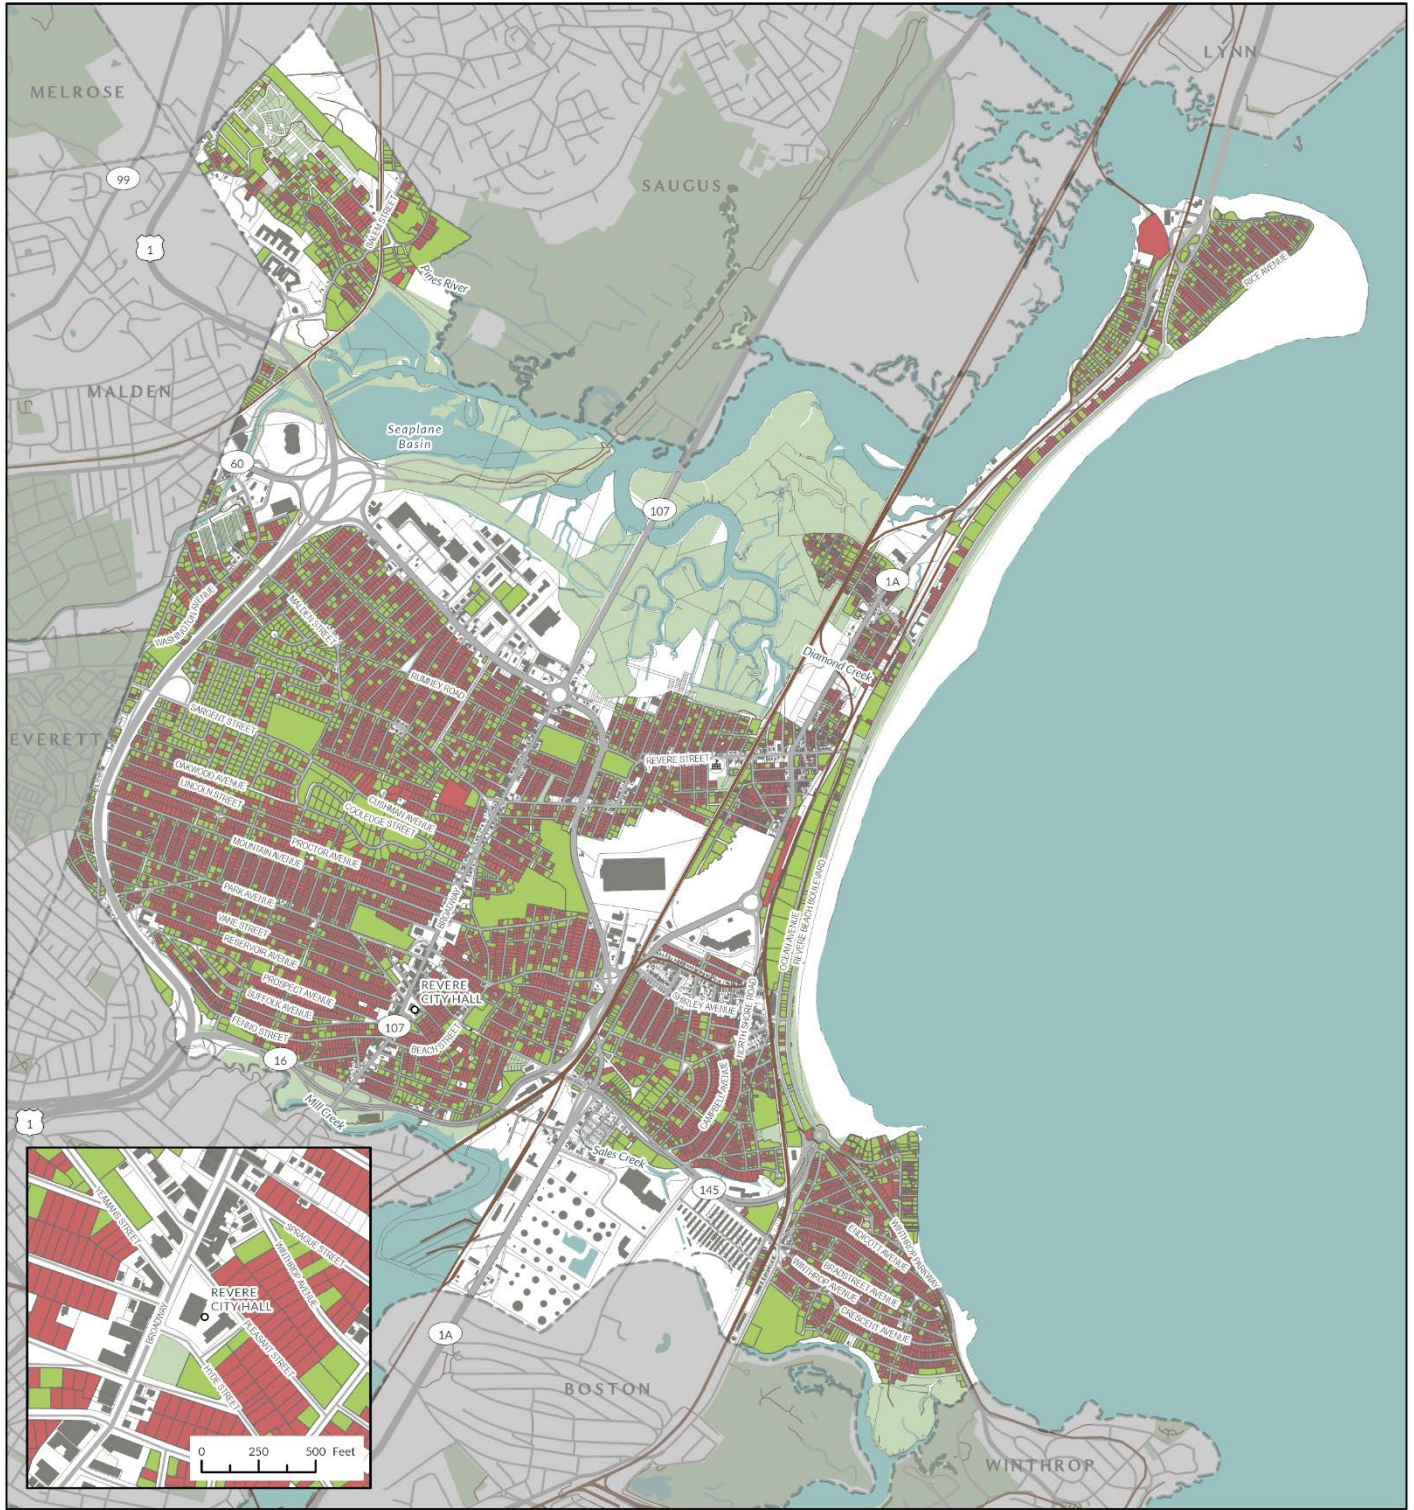 LYNN
MELROSE
99
SAUGUS
1
SALEM STREET
Pines River
RICE AVENUE
MALDEN
Seaplane
Basin
60
107
1A
WASHINGTON AVENUE
MALDEN STREET
RUMNEY ROAD
Diamond Creek
SARGENT STREET
EVERETT
REVERE STREET
OAKWOOD AVENUE
LINCOLN STREET
CUSHMAN AVENUE
COOLEDGE STREET
MOUNTAIN AVENUE
PROCTOR AVENUE
PARK AVENUE
BROADWAY
VANE STREET
RESERVOIR AVENUE
OCEAN AVENUE
REVERE BEACH BOULEVARD
PROSPECT AVENUE
SUFFOLK AVENUE
FENNO STREET
REVERE
CITY HALL
107
BEACH STREET
SHIRLEY AVENUE
NORTH SHORE ROAD
16
CAMPBELL AVENUE
Mill Creek
1
Sales Creek
145
ENDICOTT AVENUE
WINTHROP PARKWAY
BRADSTREET AVENUE
WINTHROP AVENUE
CRESCENT AVENUE
YEAMANS STREET
SPRAGUE STREET
WINTHROP AVENUE
REVERE
CITY HALL
BROADWAY
PLEASANT STREET
HYDE STREET
0 250 500 Feet
1A
BOSTON
WINTHROP